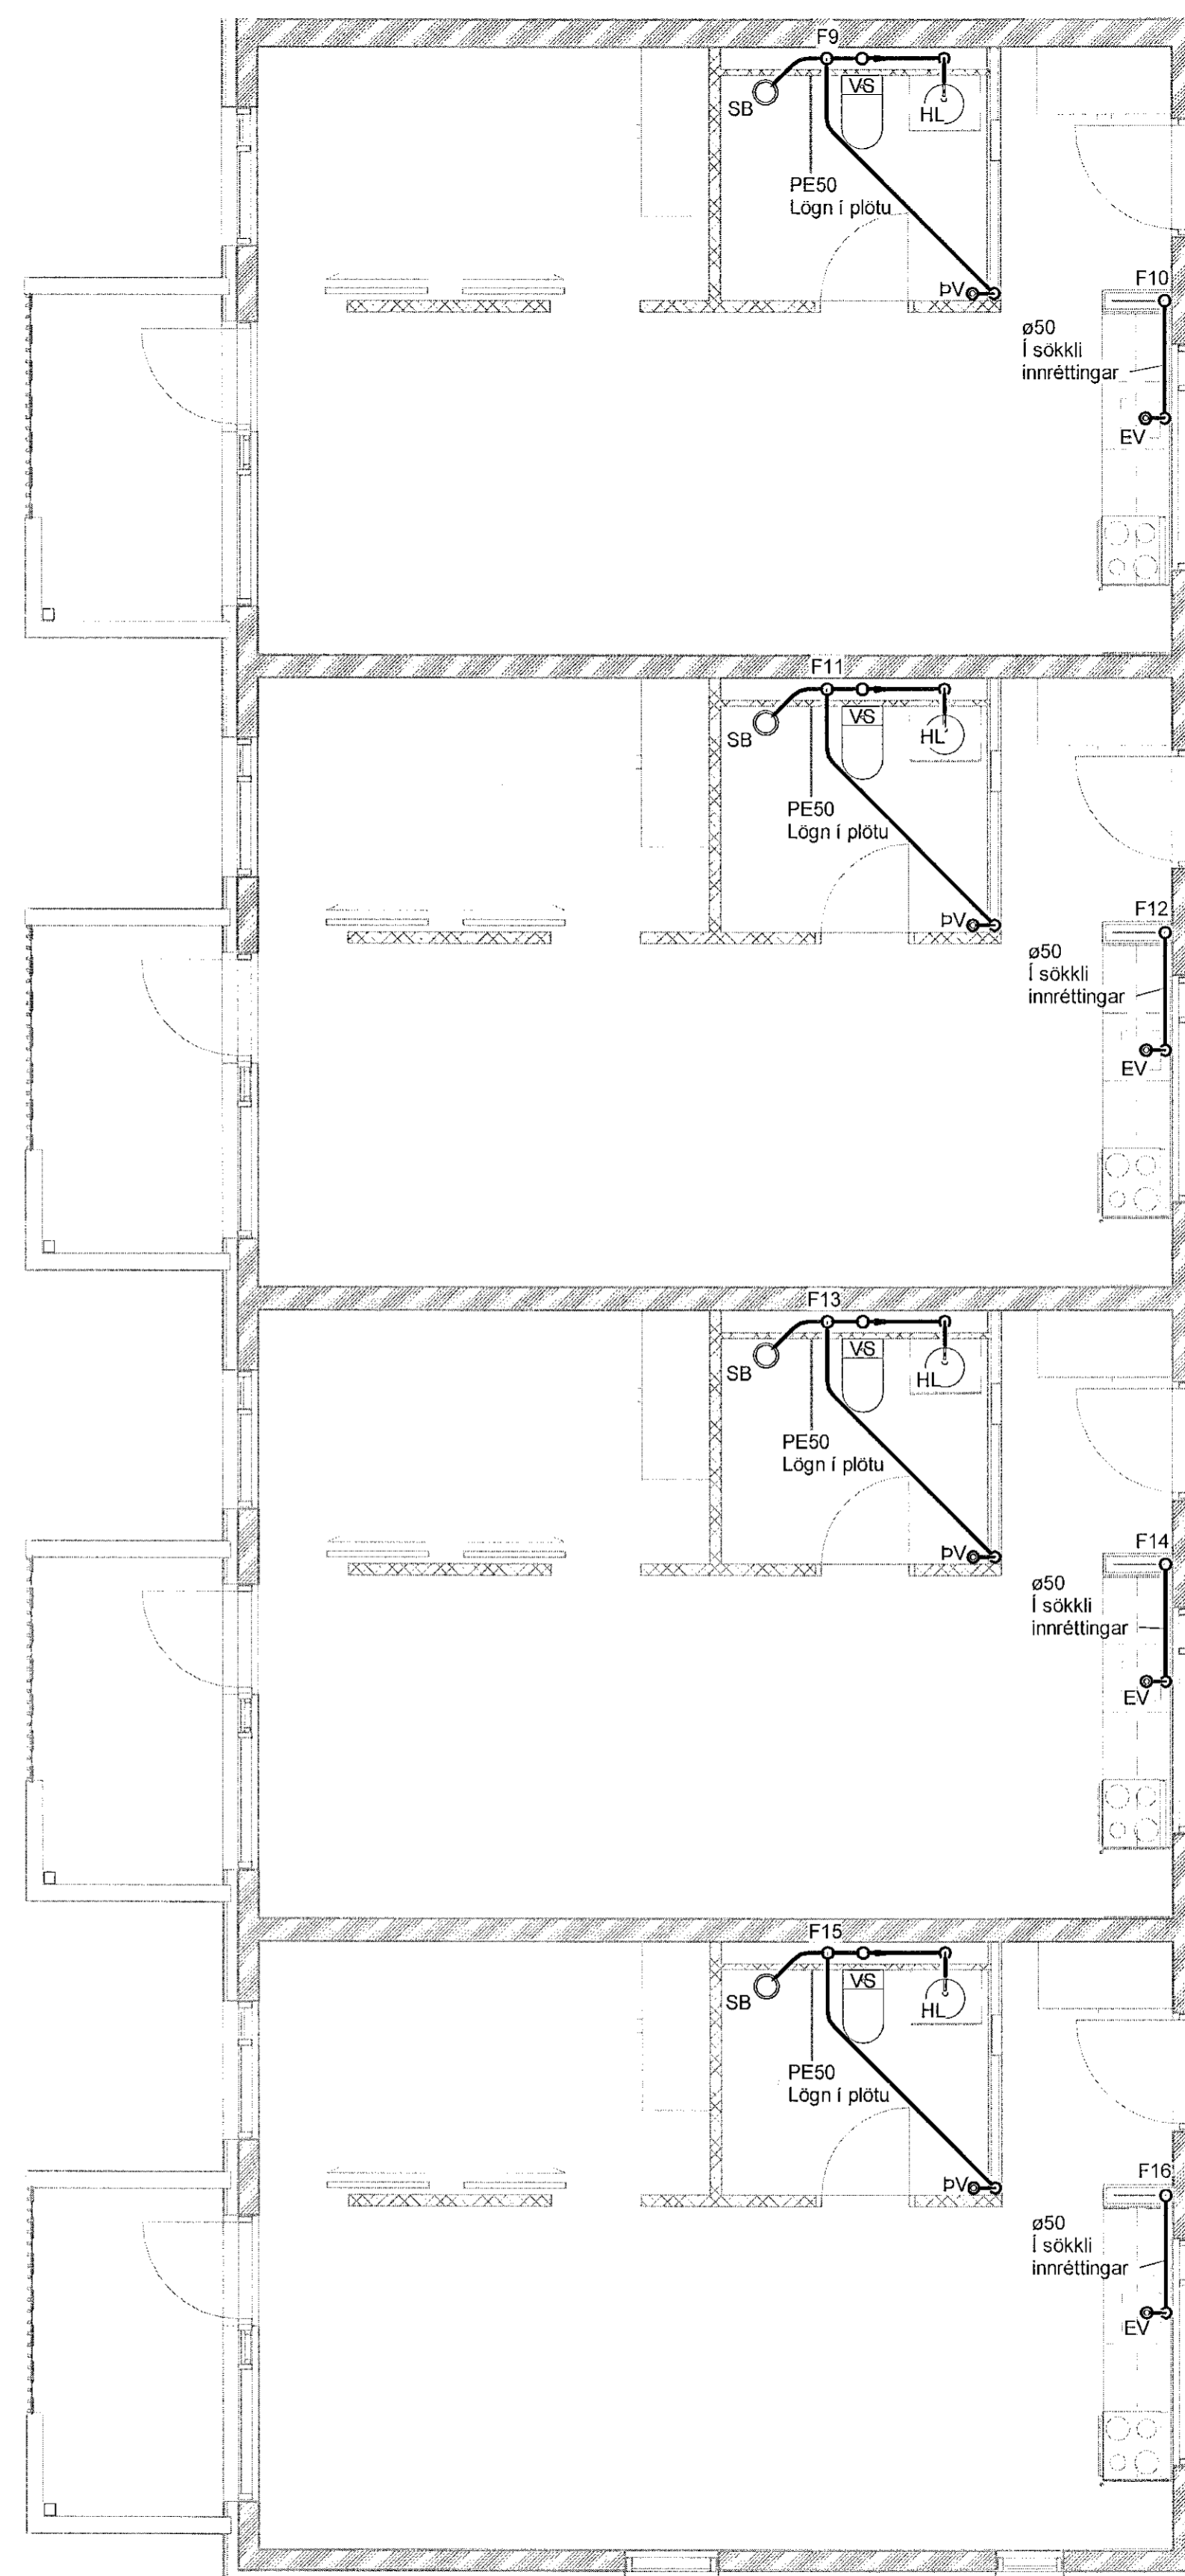 F9
VS
SB
HL
PE50
Lögn í plötu
ÞV
F10
ø50
Í sökkli
innréttingar
EV
F11
VS
SB
HL
PE50
Lögn í plötu
ÞV
F12
ø50
Í sökkli
innréttingar
EV
F13
VS
SB
HL
PE50
Lögn í plötu
ÞV
F14
ø50
Í sökkli
innréttingar
EV
F15
VS
SB
HL
PE50
Lögn í plötu
ÞV
F16
ø50
Í sökkli
innréttingar
EV